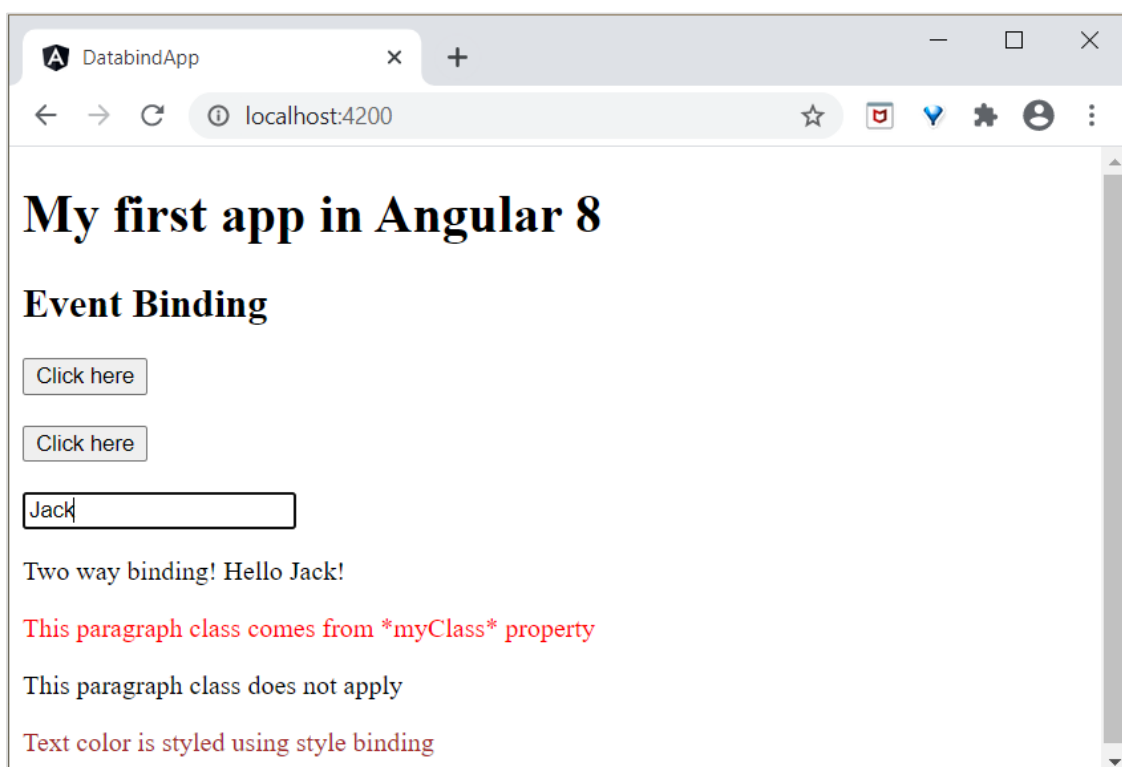 DatabindApp
localhost:4200
My first app in Angular 8
Event Binding
Click here
Click here
Jack
Two way binding! Hello Jack!
This paragraph class comes from *myClass* property
This paragraph class does not apply
Text color is styled using style binding